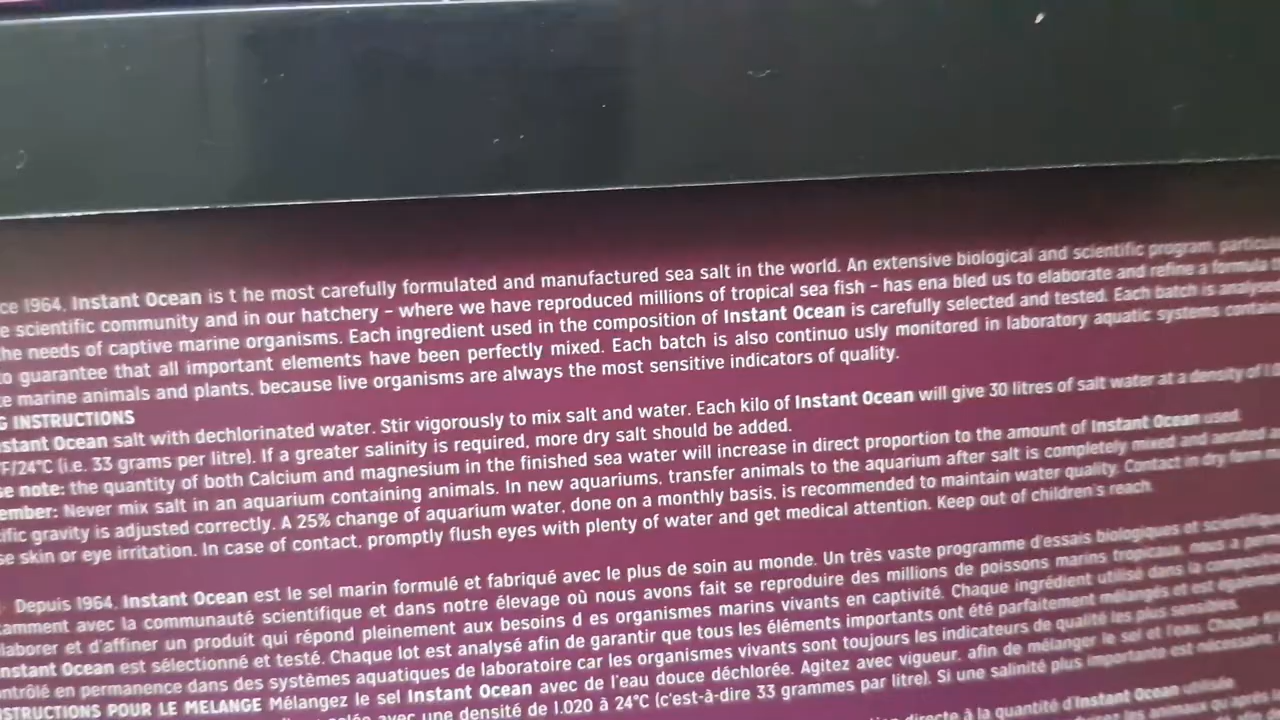 ce 1964, Instant Ocean is t he most carefully formulated and manufactured sea salt in the world. An extensive biological and scientific program, particul
e scientific community and in our hatchery - where we have reproduced millions of tropical sea fish - has ena bled us to elaborate and refine a formula
he needs of captive marine organisms. Each ingredient used in the composition of Instant Ocean is carefully selected and tested. Each batch is analyse
o guarantee that all important elements have been perfectly mixed. Each batch is also continuo usly monitored in laboratory aquatic systems contai
e marine animals and plants, because live organisms are always the most sensitive indicators of quality.
G INSTRUCTIONS
stant Ocean salt with dechlorinated water. Stir vigorously to mix salt and water. Each kilo of Instant Ocean will give 30 litres of salt water at a density of
°F/24°C (i.e. 33 grams per litre). If a greater salinity is required, more dry salt should be added.
se note: the quantity of both Calcium and magnesium in the finished sea water will increase in direct proportion to the amount of Instant Ocean used.
ember: Never mix salt in an aquarium containing animals. In new aquariums, transfer animals to the aquarium after salt is completely mixed and
ific gravity is adjusted correctly. A 25% change of aquarium water, done on a monthly basis, is recommended to maintain water quality. Contact in dry form
se skin or eye irritation. In case of contact, promptly flush eyes with plenty of water and get medical attention. Keep out of children's reach.
Depuis 1964, Instant Ocean est le sel marin formulé et fabriqué avec le plus de soin au monde. Un très vaste programme d'essais biologiques et scientifique
amment avec la communauté scientifique et dans notre élevage où nous avons fait se reproduire des millions de poissons marins tropicaux, nous a
laborer et d'affiner un produit qui répond pleinement aux besoins d es organismes marins vivants en captivité. Chaque ingrédient utilisé dans la
nstant Ocean est sélectionné et testé. Chaque lot est analysé afin de garantir que tous les éléments importants ont été parfaitement mélangés et est
ontrôlé en permanence dans des systèmes aquatiques de laboratoire car les organismes vivants sont toujours les indicateurs de qualité les plus sensibles.
STRUCTIONS POUR LE MELANGE Mélangez le sel Instant Ocean avec de l'eau douce déchlorée. Agitez avec vigueur, afin de mélanger le sel et l'eau. Chaque
avec une densité de 1.020 à 24°C (c'est-à-dire 33 grammes par litre). Si une salinité plus importante est nécessaire
directe à la quantité d'Instant Ocean utilisée
les animaux qu'après